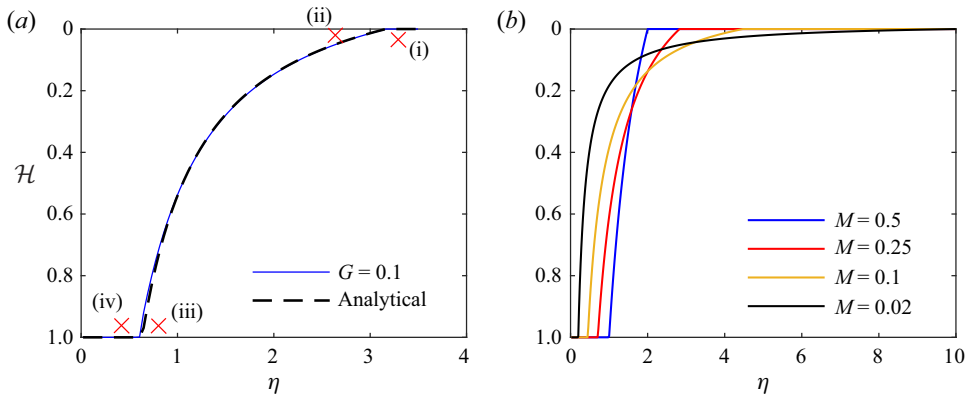 (a)
0
0.2
0.4
0.6
0.8
1.0
ℋ
(ii)
(i)
(iv)
(iii)
G = 0.1
Analytical
0
1
2
3
4
η
(b)
0
0.2
0.4
0.6
0.8
1.0
M = 0.5
M = 0.25
M = 0.1
M = 0.02
0
2
4
6
8
10
η